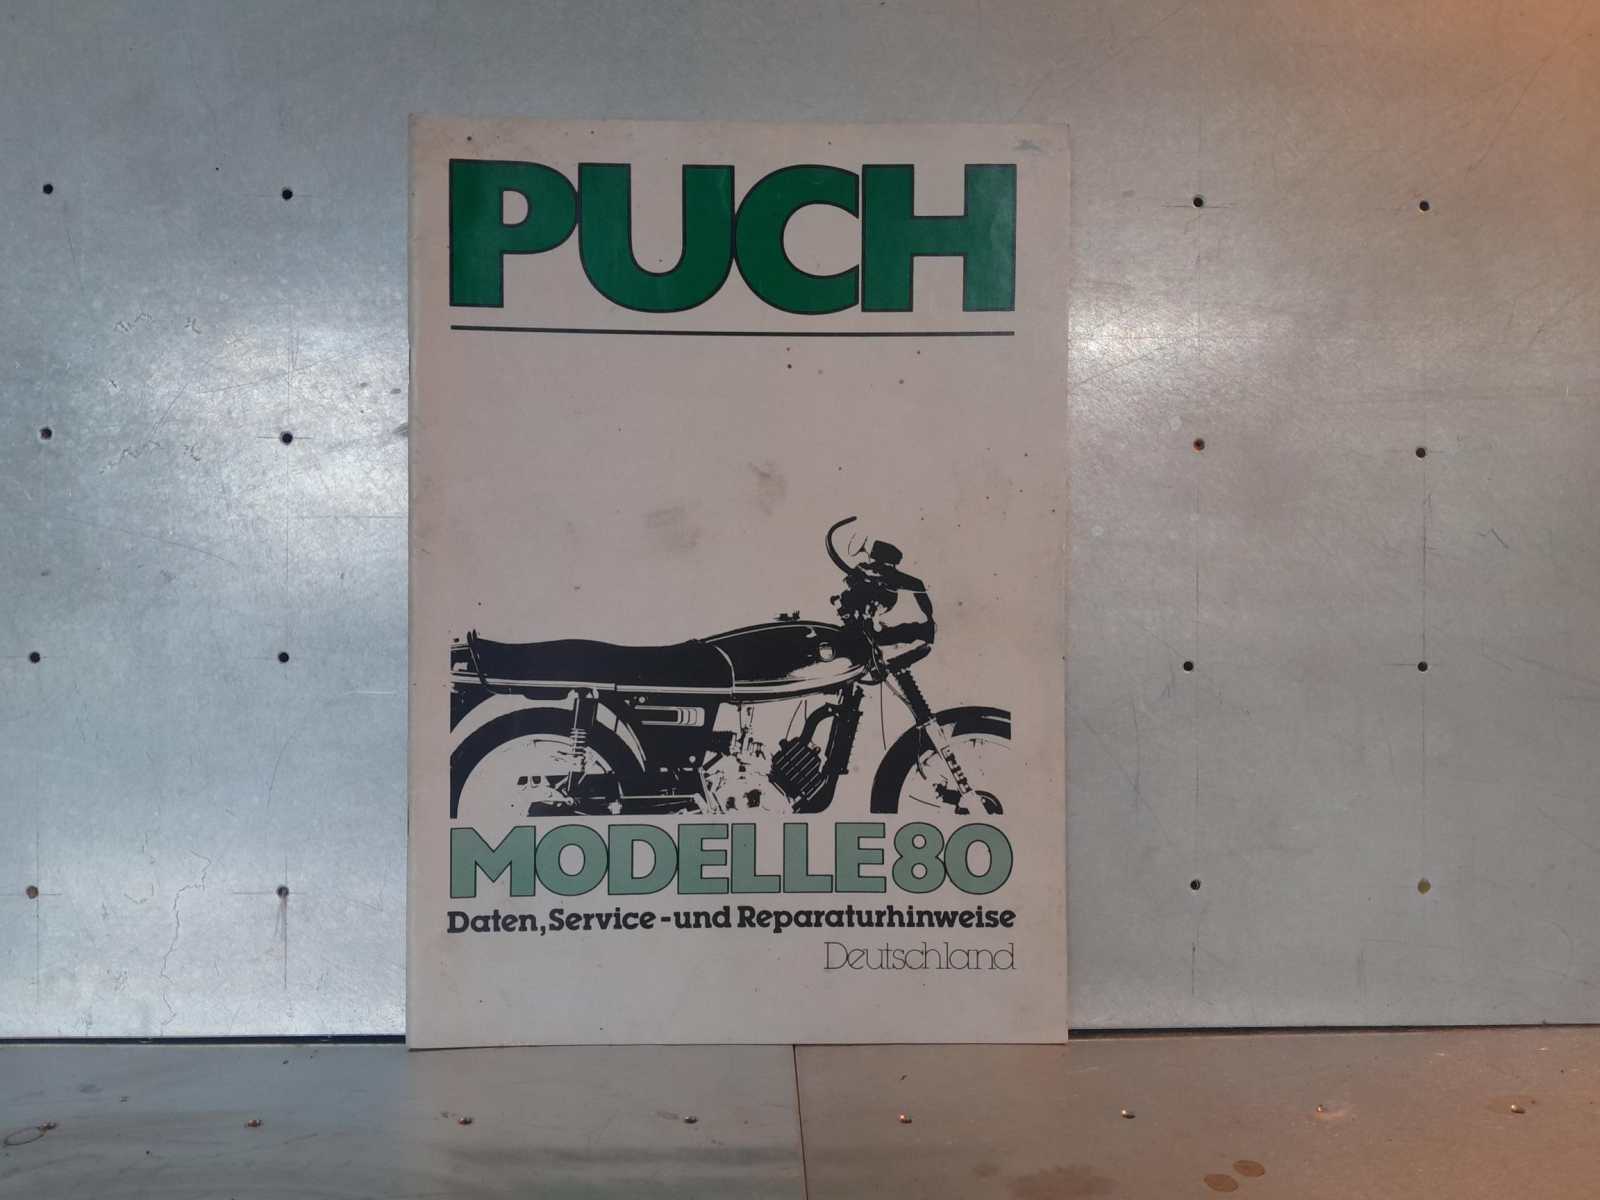 PUCH
MODELLE 80
Daten, Service-und Reparaturhinweise
Deutschland